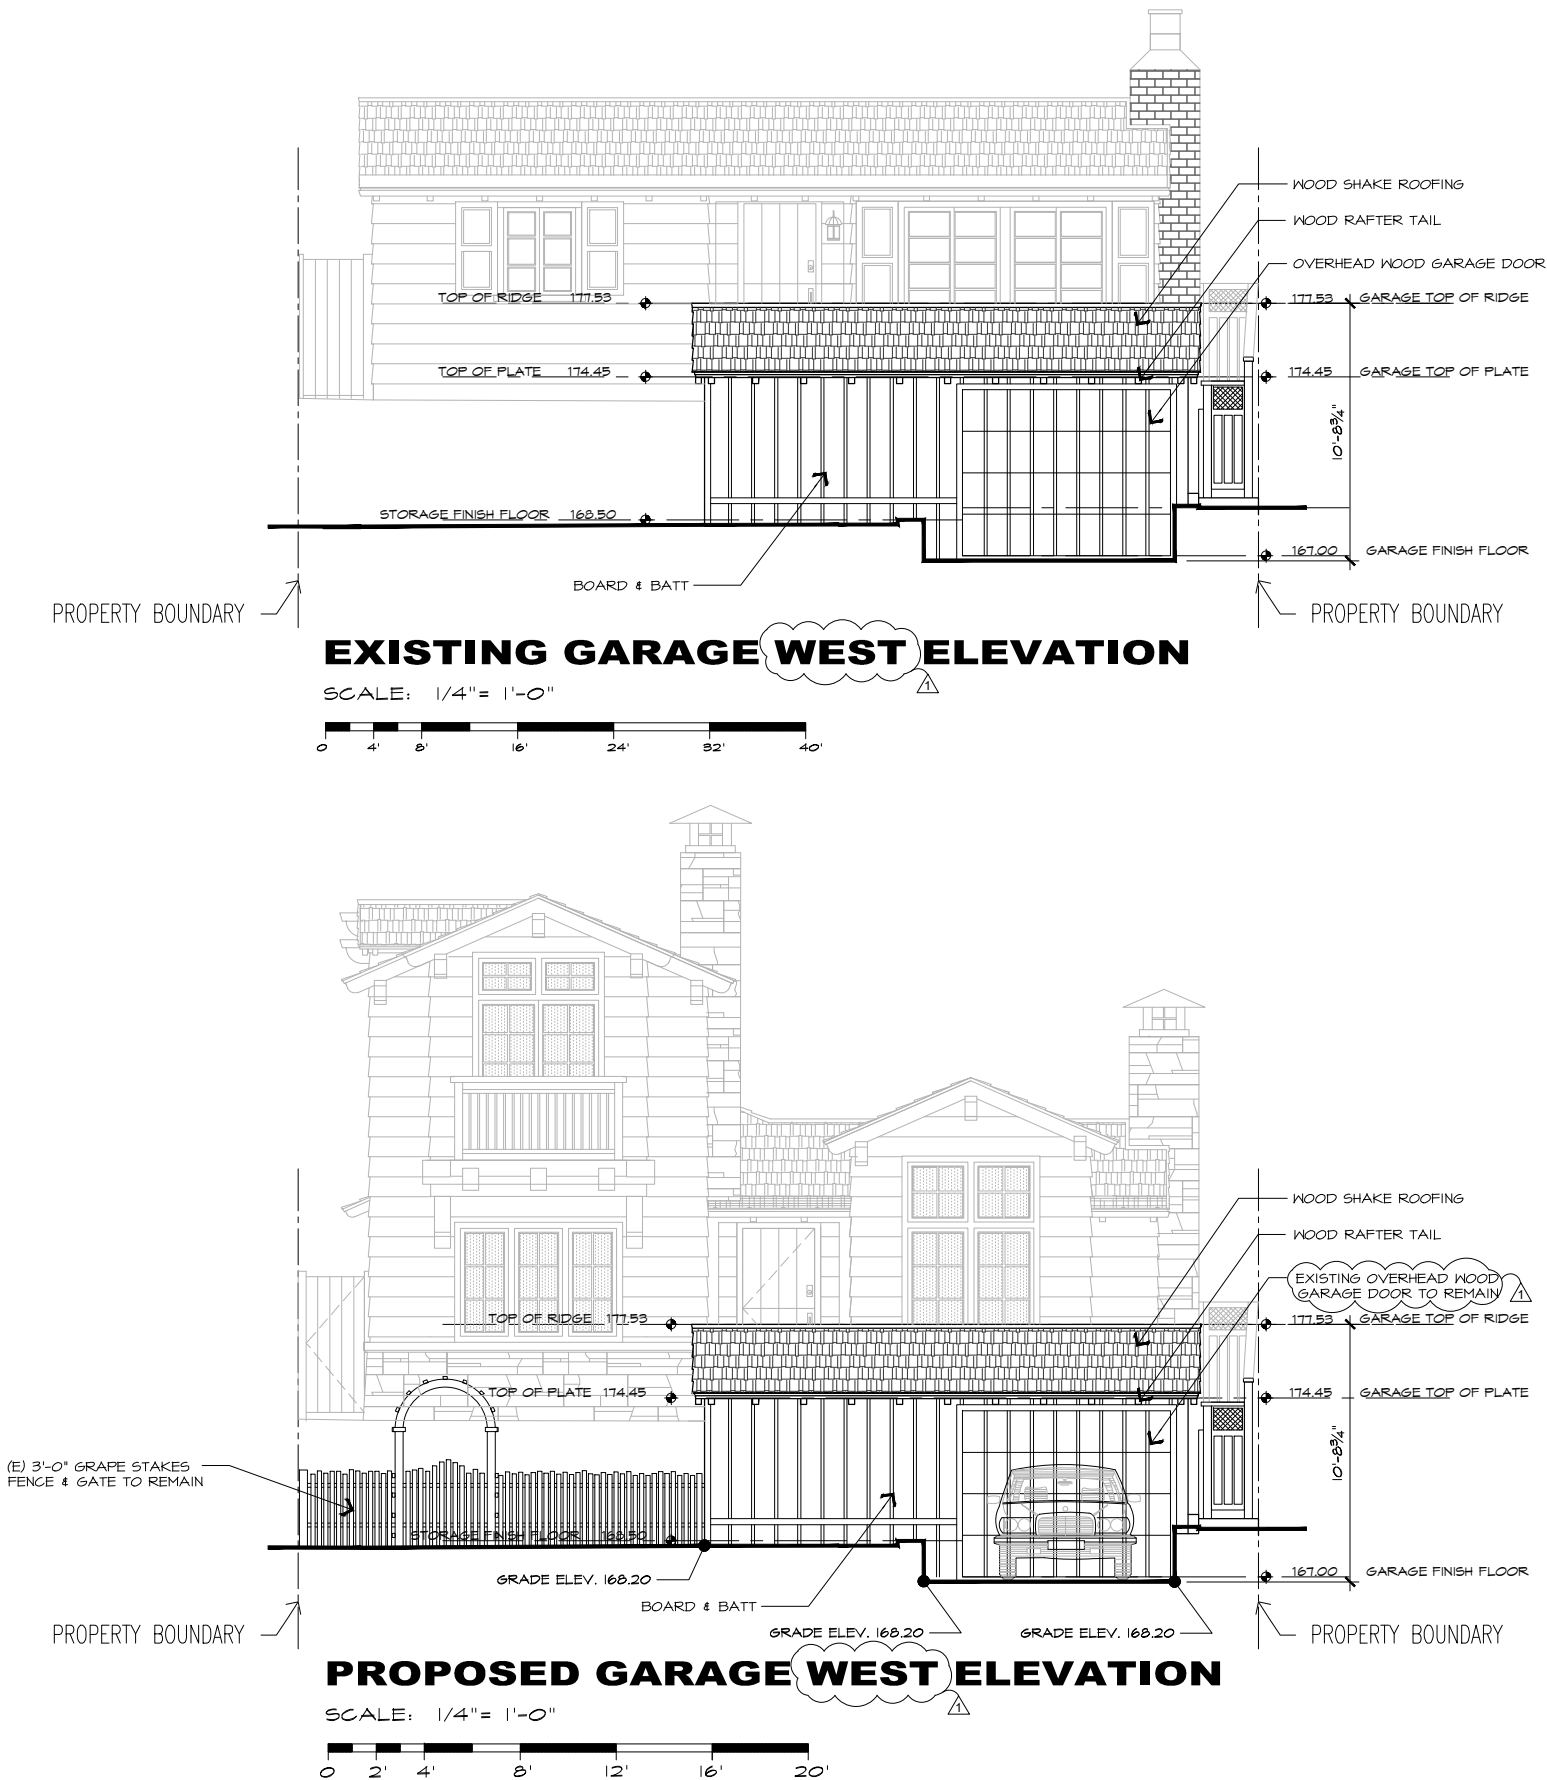 WOOD SHAKE ROOFING
WOOD RAFTER TAIL
OVERHEAD WOOD GARAGE DOOR
TOP OF RIDGE 177.53
177.53 GARAGE TOP OF RIDGE
TOP OF PLATE 174.45
174.45 GARAGE TOP OF PLATE
10'-8¾"
STORAGE FINISH FLOOR 168.50
167.00 GARAGE FINISH FLOOR
BOARD & BATT
PROPERTY BOUNDARY
PROPERTY BOUNDARY
EXISTING GARAGE WEST ELEVATION
1
SCALE: 1/4"= 1'-0"
0 4' 8' 16' 24' 32' 40'
WOOD SHAKE ROOFING
WOOD RAFTER TAIL
EXISTING OVERHEAD WOOD
GARAGE DOOR TO REMAIN
1
TOP OF RIDGE 177.53
177.53 GARAGE TOP OF RIDGE
TOP OF PLATE 174.45
174.45 GARAGE TOP OF PLATE
10'-8¾"
(E) 3'-0" GRAPE STAKES
FENCE & GATE TO REMAIN
STORAGE FINISH FLOOR 168.50
167.00 GARAGE FINISH FLOOR
GRADE ELEV. 168.20
BOARD & BATT
GRADE ELEV. 168.20
GRADE ELEV. 168.20
PROPERTY BOUNDARY
PROPERTY BOUNDARY
PROPOSED GARAGE WEST ELEVATION
1
SCALE: 1/4"= 1'-0"
0 2' 4' 8' 12' 16' 20'